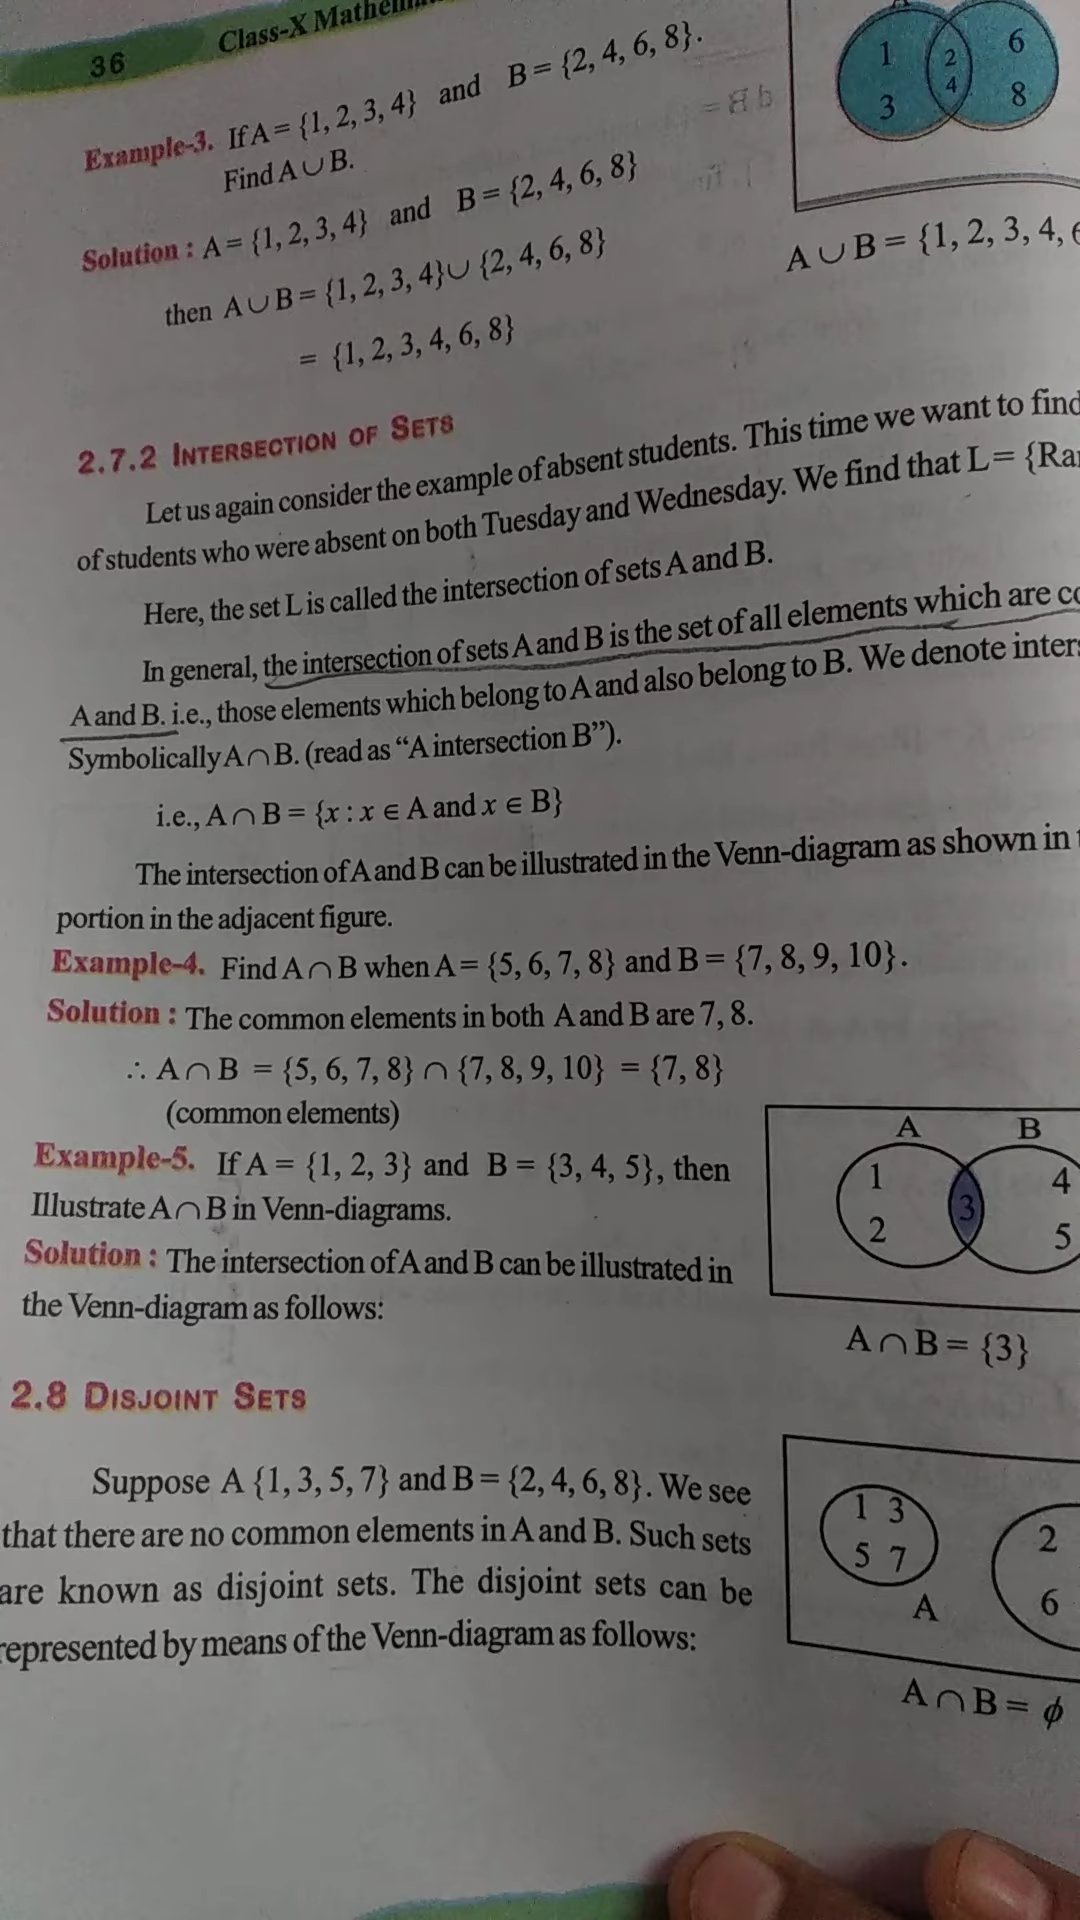 36
Class-X
Example-3. If A = {1, 2, 3, 4} and B = {2, 4, 6, 8}.
Find A ∪ B.
Solution : A = {1, 2, 3, 4} and B = {2, 4, 6, 8}
then A ∪ B = {1, 2, 3, 4} ∪ {2, 4, 6, 8}
= {1, 2, 3, 4, 6, 8}
1 2 6
3 4 8
A ∪ B = {1, 2, 3, 4,
2.7.2 INTERSECTION OF SETS
Let us again consider the example of absent students. This time we want to find
of students who were absent on both Tuesday and Wednesday. We find that L = {
Here, the set L is called the intersection of sets A and B.
In general, the intersection of sets A and B is the set of all elements which are
A and B. i.e., those elements which belong to A and also belong to B. We denote
Symbolically A ∩ B. (read as “A intersection B”).
i.e., A ∩ B = {x : x ∈ A and x ∈ B}
The intersection of A and B can be illustrated in the Venn-diagram as shown in
portion in the adjacent figure.
Example-4. Find A ∩ B when A = {5, 6, 7, 8} and B = {7, 8, 9, 10}.
Solution : The common elements in both A and B are 7, 8.
∴ A ∩ B = {5, 6, 7, 8} ∩ {7, 8, 9, 10} = {7, 8}
(common elements)
Example-5. If A = {1, 2, 3} and B = {3, 4, 5}, then
Illustrate A ∩ B in Venn-diagrams.
Solution : The intersection of A and B can be illustrated in
the Venn-diagram as follows:
A B
1 3 4
2 5
A ∩ B = {3}
2.8 DISJOINT SETS
Suppose A {1, 3, 5, 7} and B = {2, 4, 6, 8}. We see
that there are no common elements in A and B. Such sets
are known as disjoint sets. The disjoint sets can be
represented by means of the Venn-diagram as follows:
1 3 2
5 7 6
A
A ∩ B = ϕ